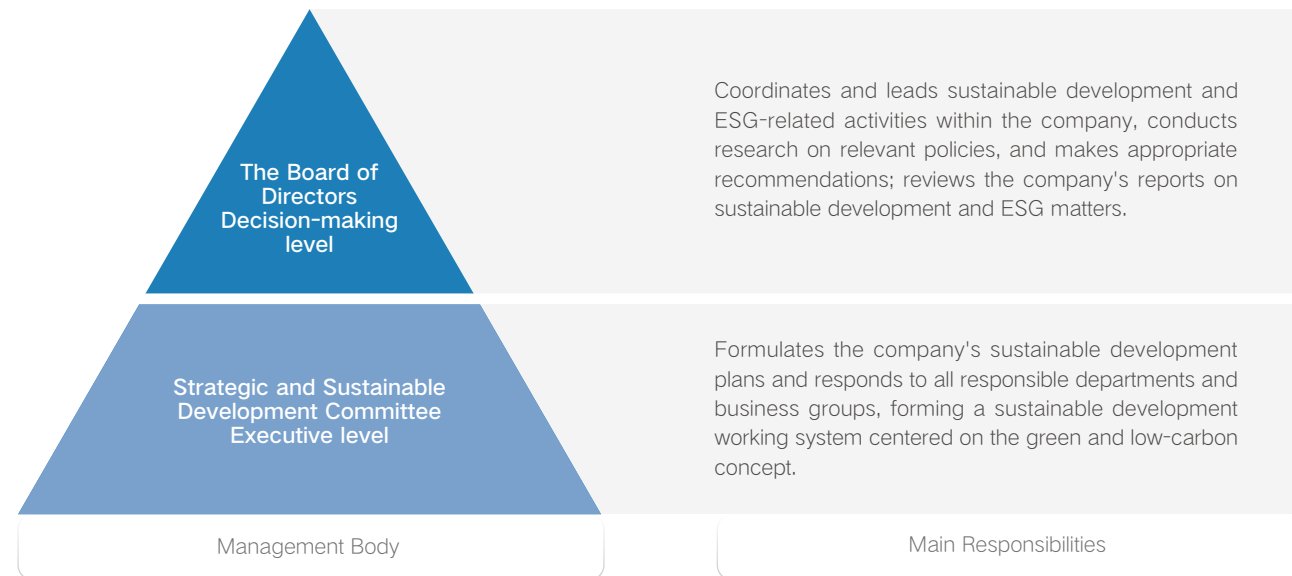 The Board of
Directors
Decision-making
level
Coordinates and leads sustainable development and
ESG-related activities within the company, conducts
research on relevant policies, and makes appropriate
recommendations; reviews the company's reports on
sustainable development and ESG matters.
Strategic and Sustainable
Development Committee
Executive level
Formulates the company's sustainable development
plans and responds to all responsible departments and
business groups, forming a sustainable development
working system centered on the green and low-carbon
concept.
Management Body
Main Responsibilities